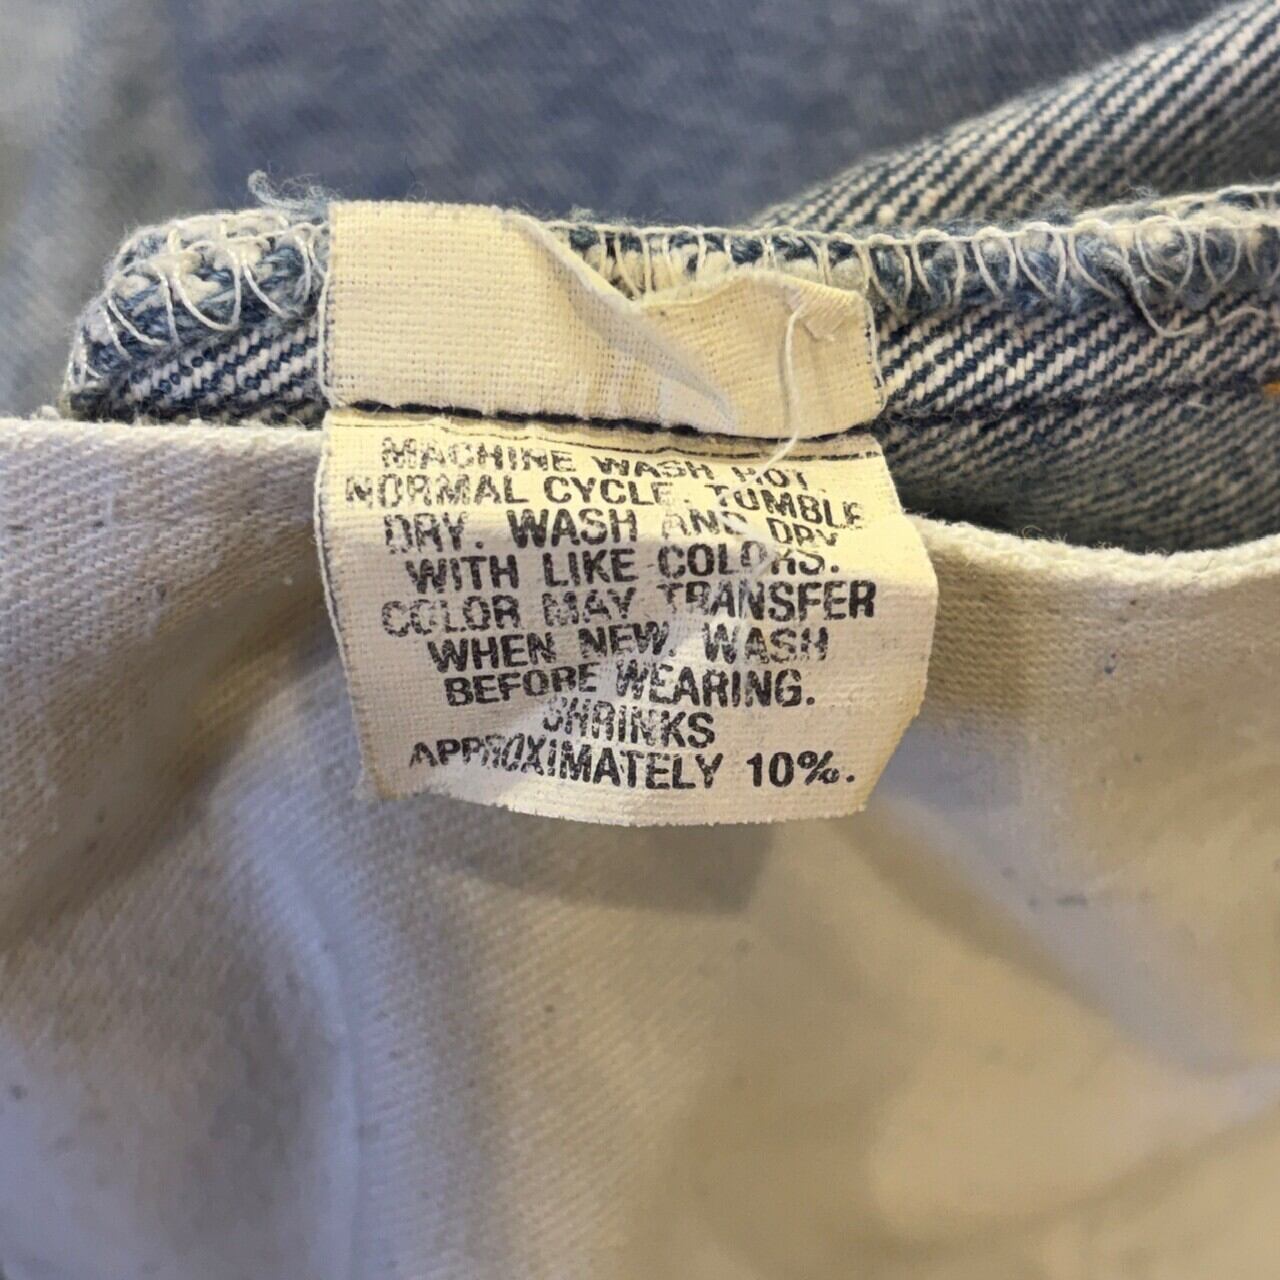 MACHINE WASH HOT
NORMAL CYCLE. TUMBLE
DRY. WASH AND DRY
WITH LIKE COLORS.
COLOR MAY TRANSFER
WHEN NEW. WASH
BEFORE WEARING.
SHRINKS
APPROXIMATELY 10%.